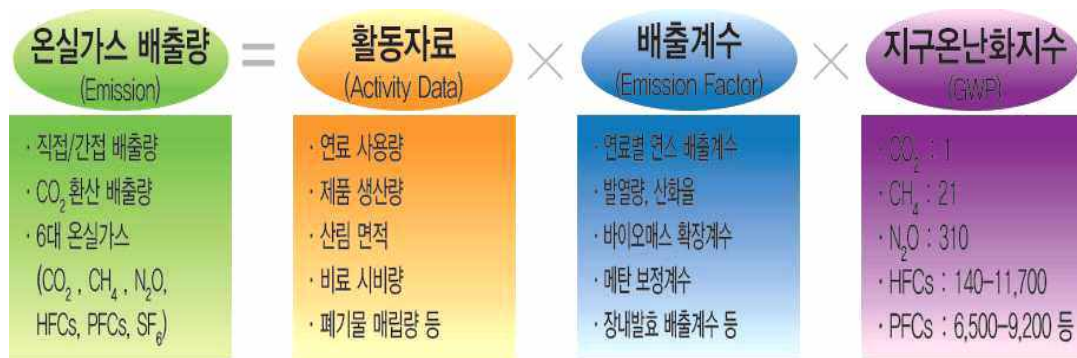 온실가스 배출량
(Emission)
=
활동자료
(Activity Data)
×
배출계수
(Emission Factor)
×
지구온난화지수
(GWP)
· 직접/간접 배출량
· CO₂ 환산 배출량
· 6대 온실가스
(CO₂ , CH₄ , N₂O,
HFCs, PFCs, SF₆)
· 연료 사용량
· 제품 생산량
· 산림 면적
· 비료 시비량
· 폐기물 매립량 등
· 연료별 연스 배출계수
· 발열량, 산화율
· 바이오매스 확장계수
· 메탄 보정계수
· 장내발효 배출계수 등
· CO₂ : 1
· CH₄ : 21
· N₂O : 310
· HFCs : 140-11,700
· PFCs : 6,500-9,200 등